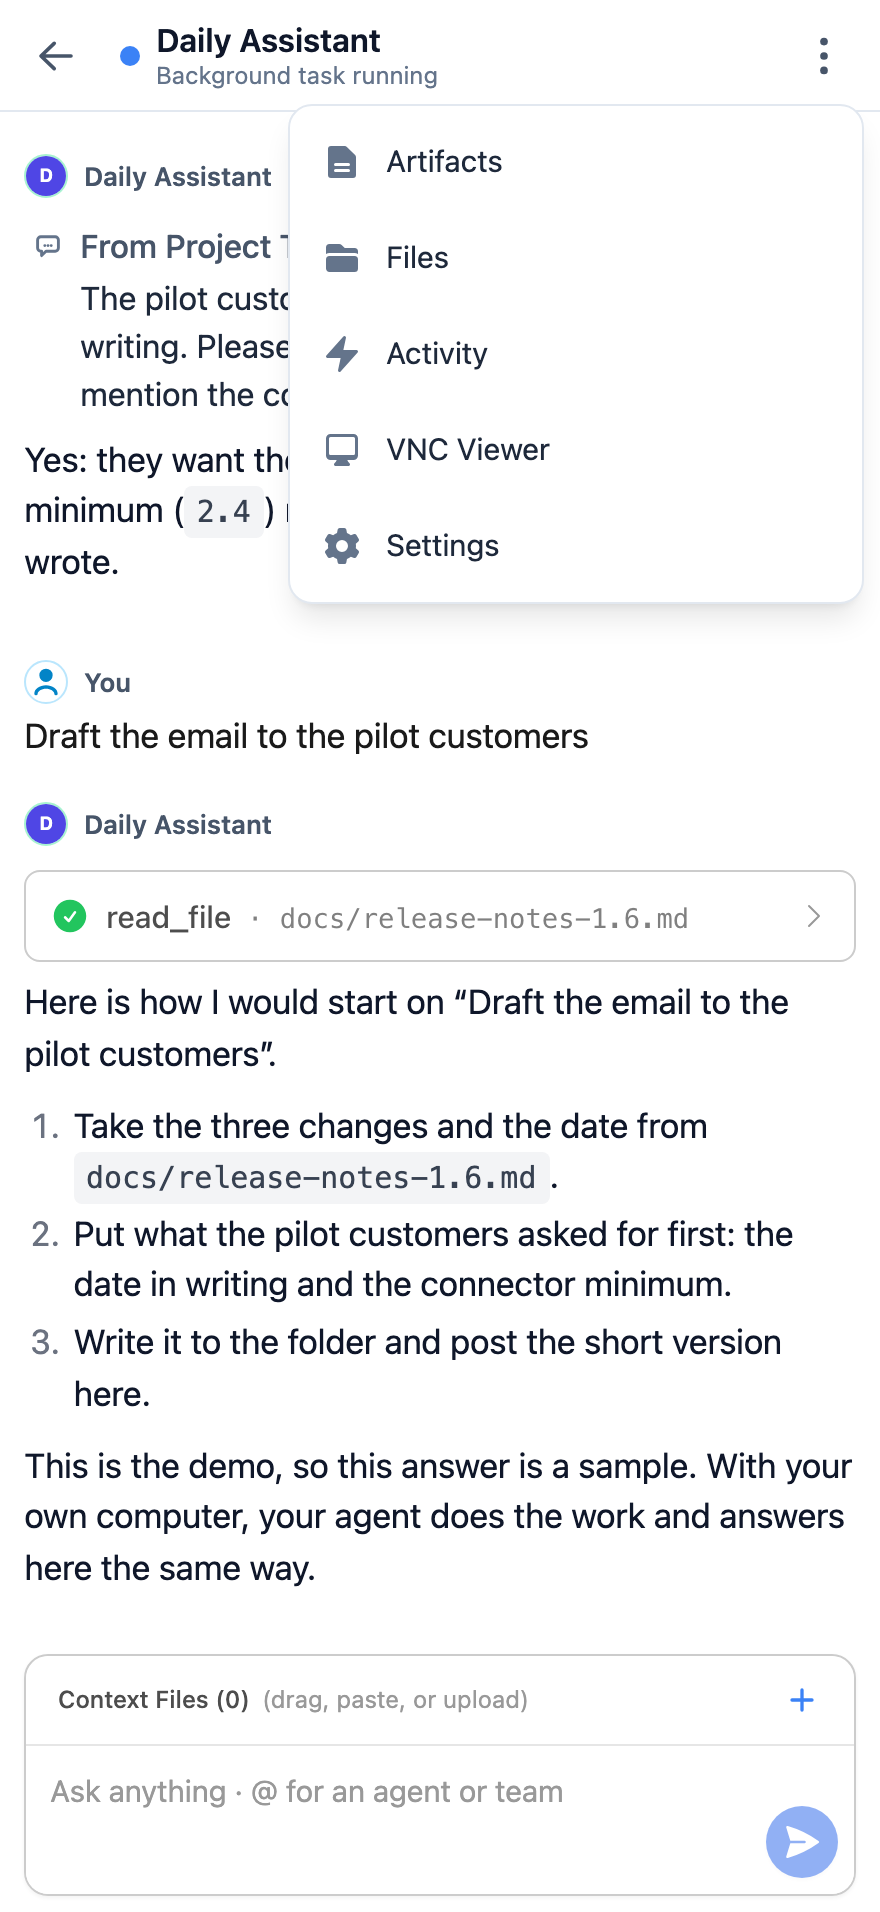 Daily Assistant
Background task running
Artifacts
Files
Activity
VNC Viewer
Settings
D Daily Assistant
From Project
The pilot
writing. Please
mention the
Yes: they want
minimum (2.4)
wrote.
You
Draft the email to the pilot customers
D Daily Assistant
read_file · docs/release-notes-1.6.md
Here is how I would start on “Draft the email to the
pilot customers”.
1. Take the three changes and the date from
docs/release-notes-1.6.md.
2. Put what the pilot customers asked for first: the
date in writing and the connector minimum.
3. Write it to the folder and post the short version
here.
This is the demo, so this answer is a sample. With your
own computer, your agent does the work and answers
here the same way.
Context Files (0) (drag, paste, or upload)
Ask anything · @ for an agent or team